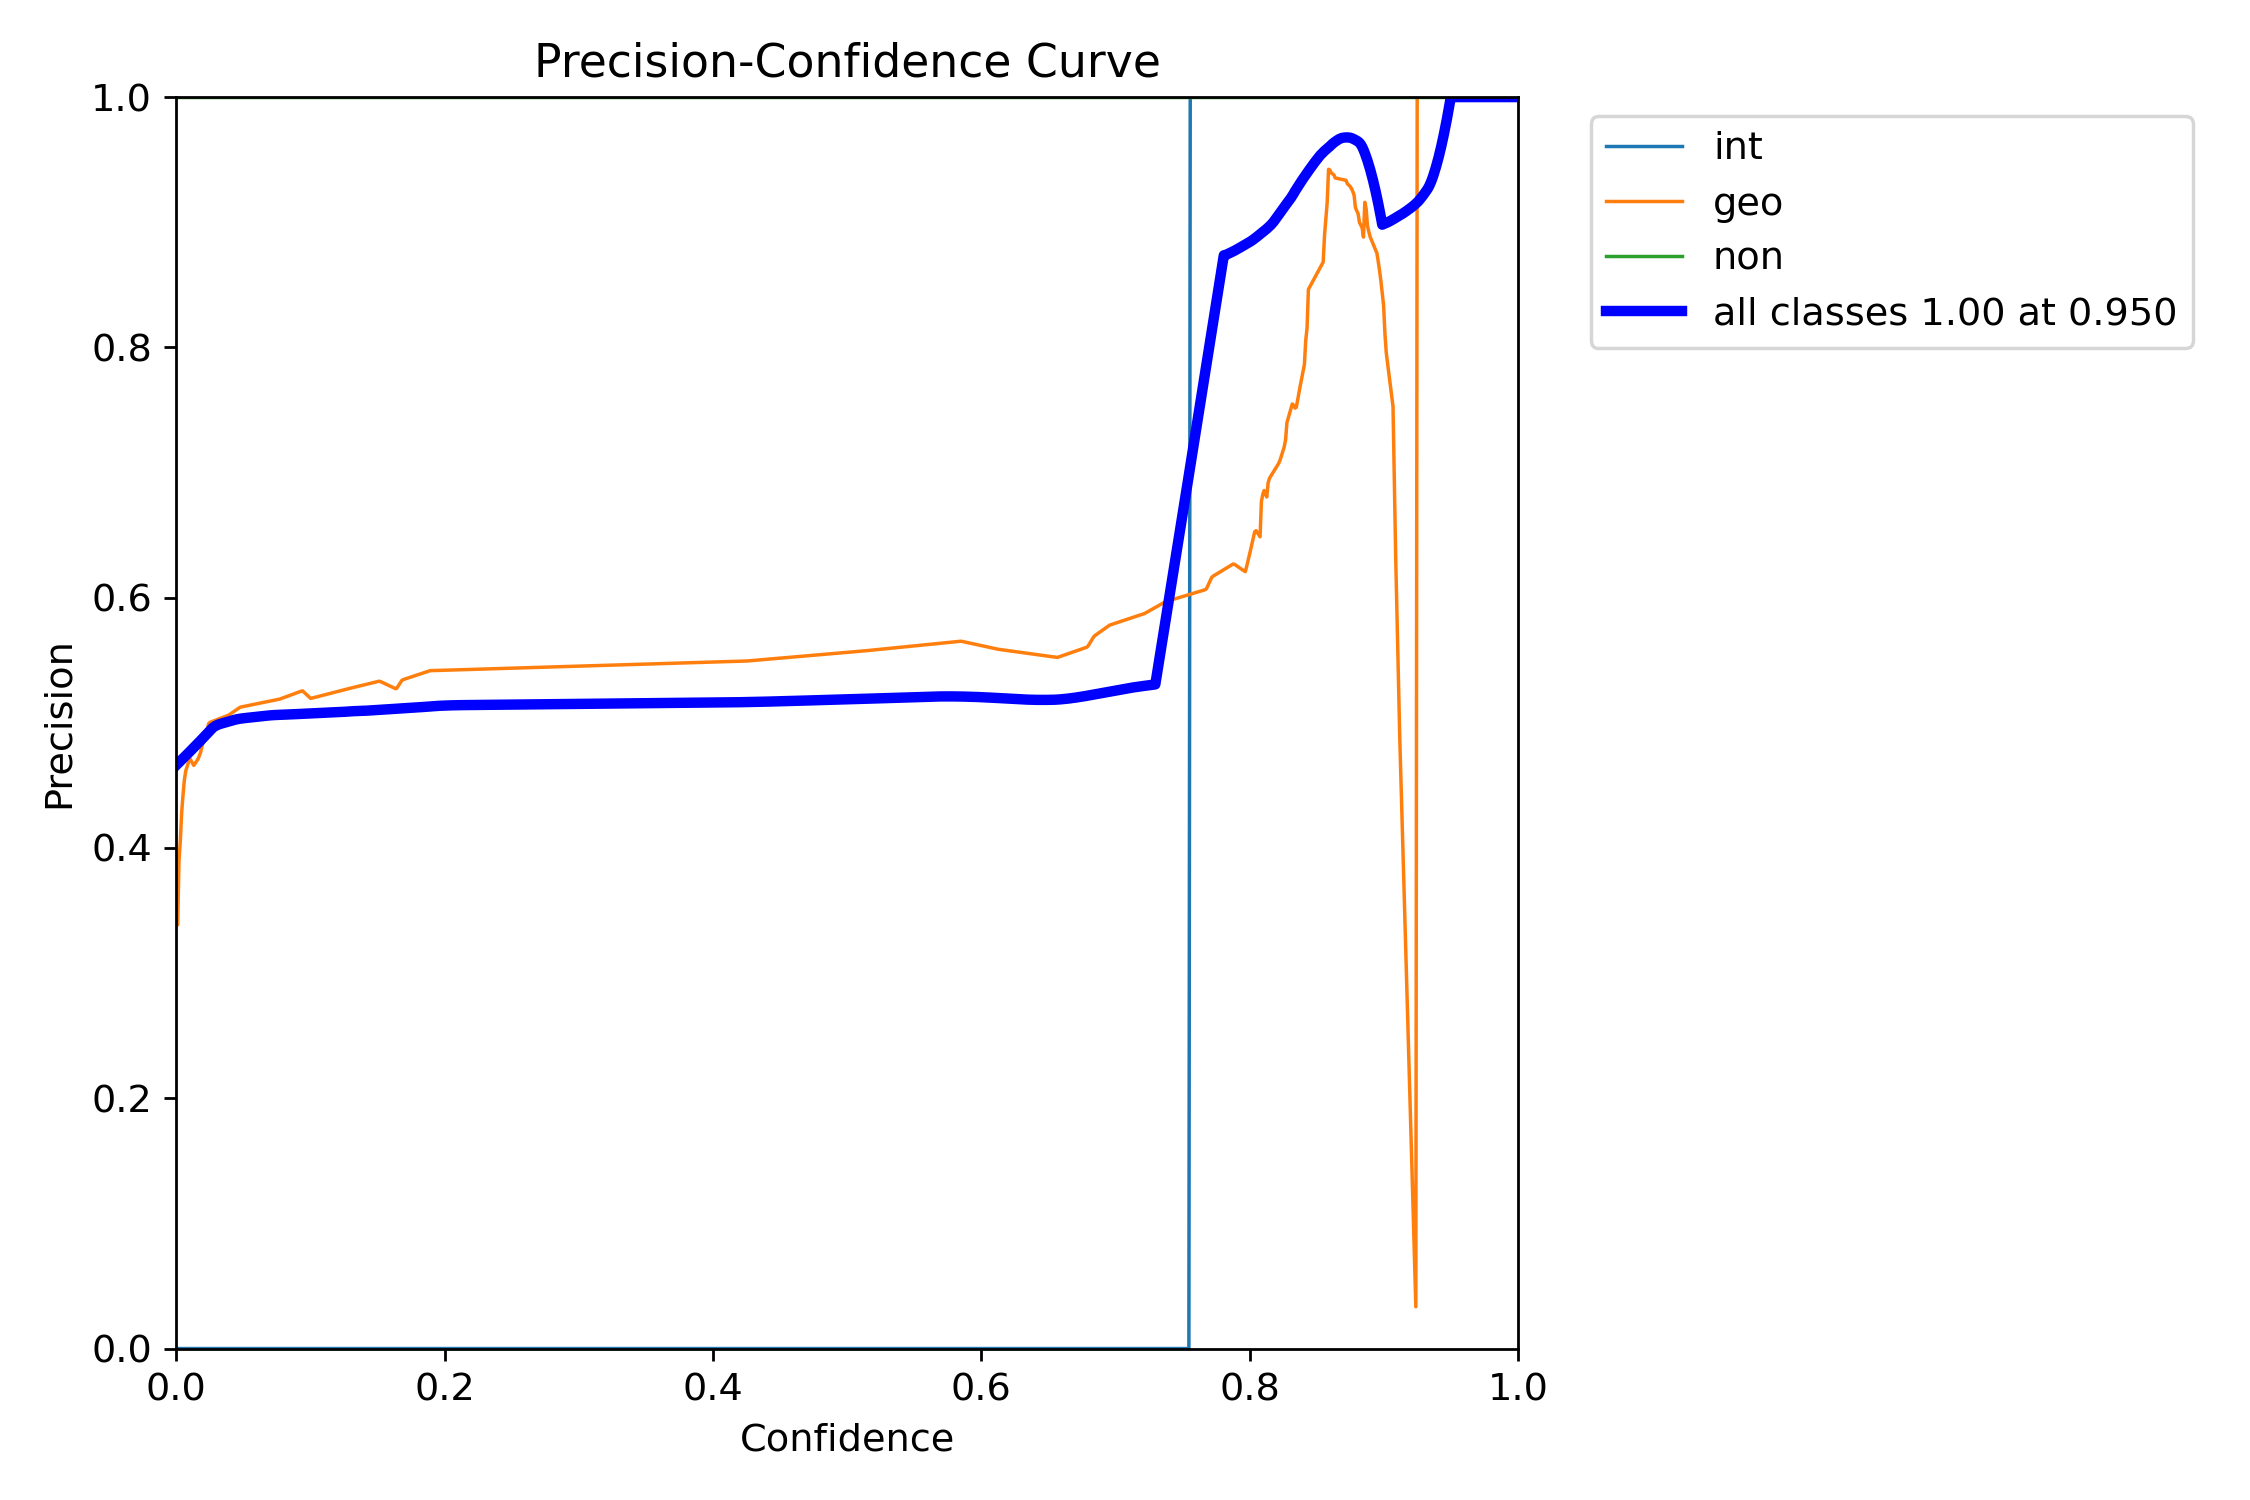 Precision-Confidence Curve
1.0
0.8
0.6
0.4
0.2
0.0
Precision
0.0 0.2 0.4 0.6 0.8 1.0
Confidence
int
geo
non
all classes 1.00 at 0.950